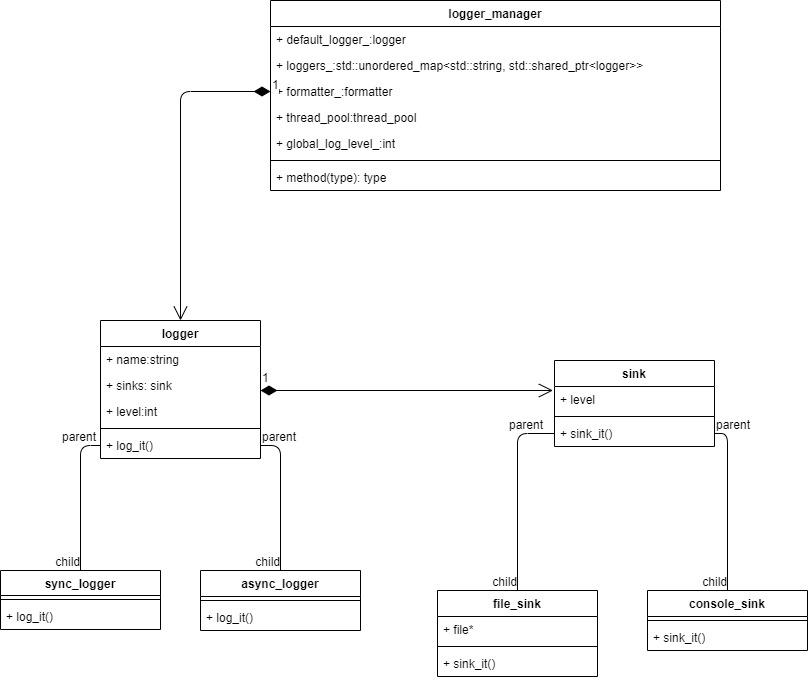 logger_manager
+ default_logger_:logger
+ loggers_:std::unordered_map<std::string, std::shared_ptr<logger>>
1
+ formatter_:formatter
+ thread_pool:thread_pool
+ global_log_level_:int
+ method(type): type
logger
+ name:string
+ sinks: sink
+ level:int
+ log_it()
1
sink
+ level
+ sink_it()
parent
parent
parent
parent
child
child
child
child
sync_logger
+ log_it()
async_logger
+ log_it()
file_sink
+ file*
+ sink_it()
console_sink
+ sink_it()